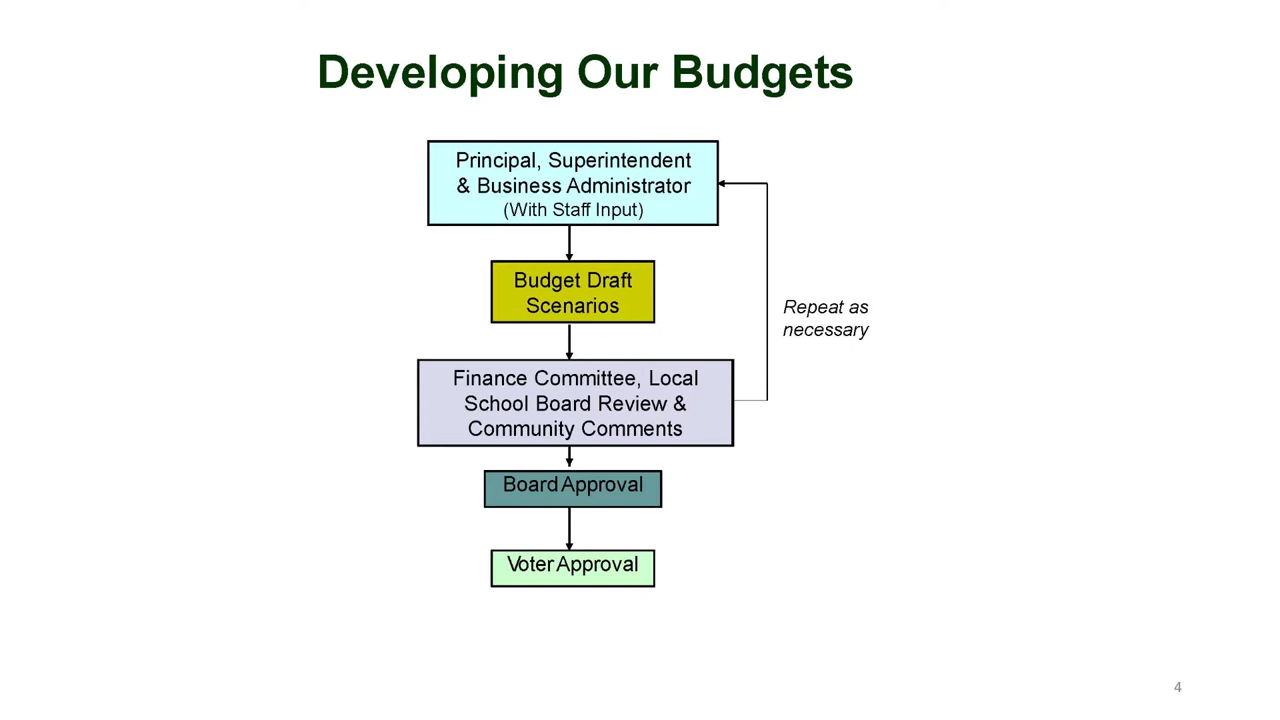 Developing Our Budgets
Principal, Superintendent
& Business Administrator
(With Staff Input)
Budget Draft
Scenarios
Repeat as
necessary
Finance Committee, Local
School Board Review &
Community Comments
Board Approval
Voter Approval
4